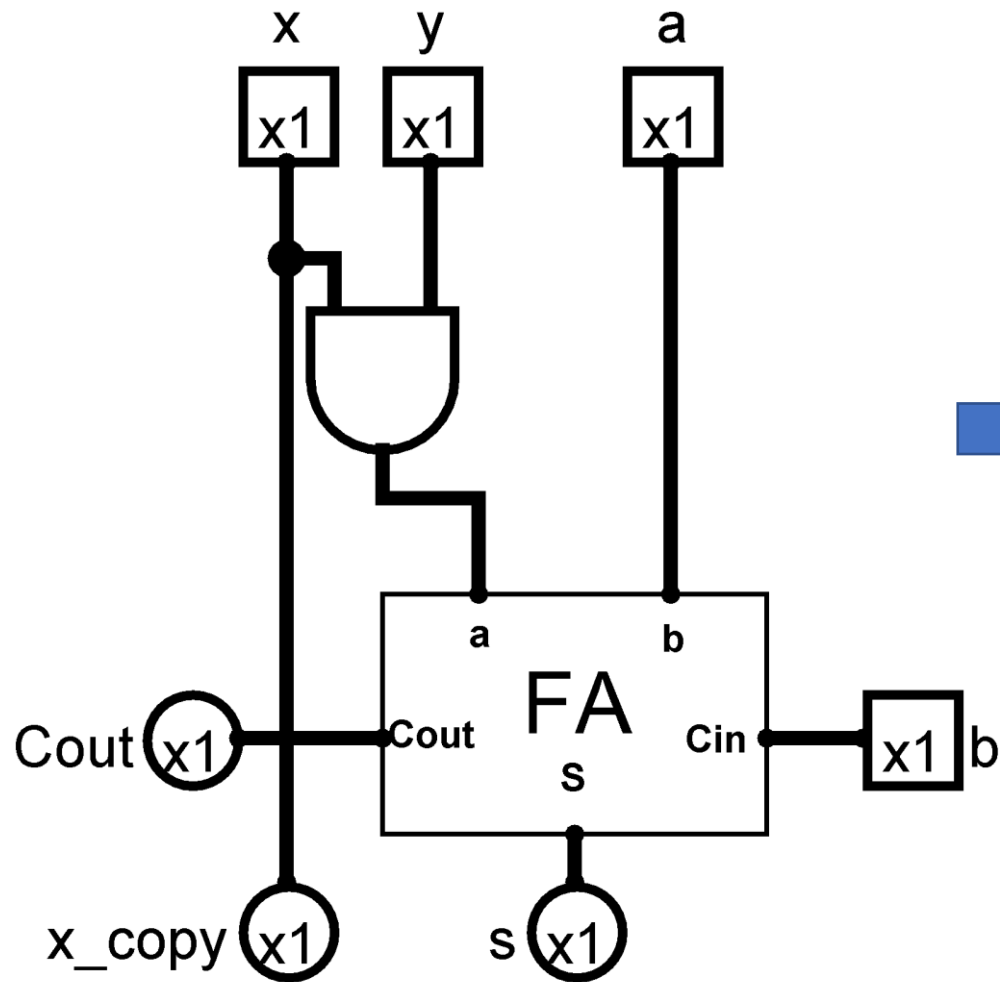 x y a
x1 x1 x1
a b
FA
Cout x1 Cout Cin x1 b
s
x_copy x1 s x1